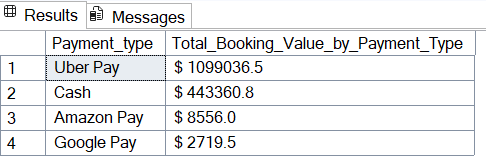 Results Messages
Payment_type Total_Booking_Value_by_Payment_Type
1 Uber Pay $ 1099036.5
2 Cash $ 443360.8
3 Amazon Pay $ 8556.0
4 Google Pay $ 2719.5